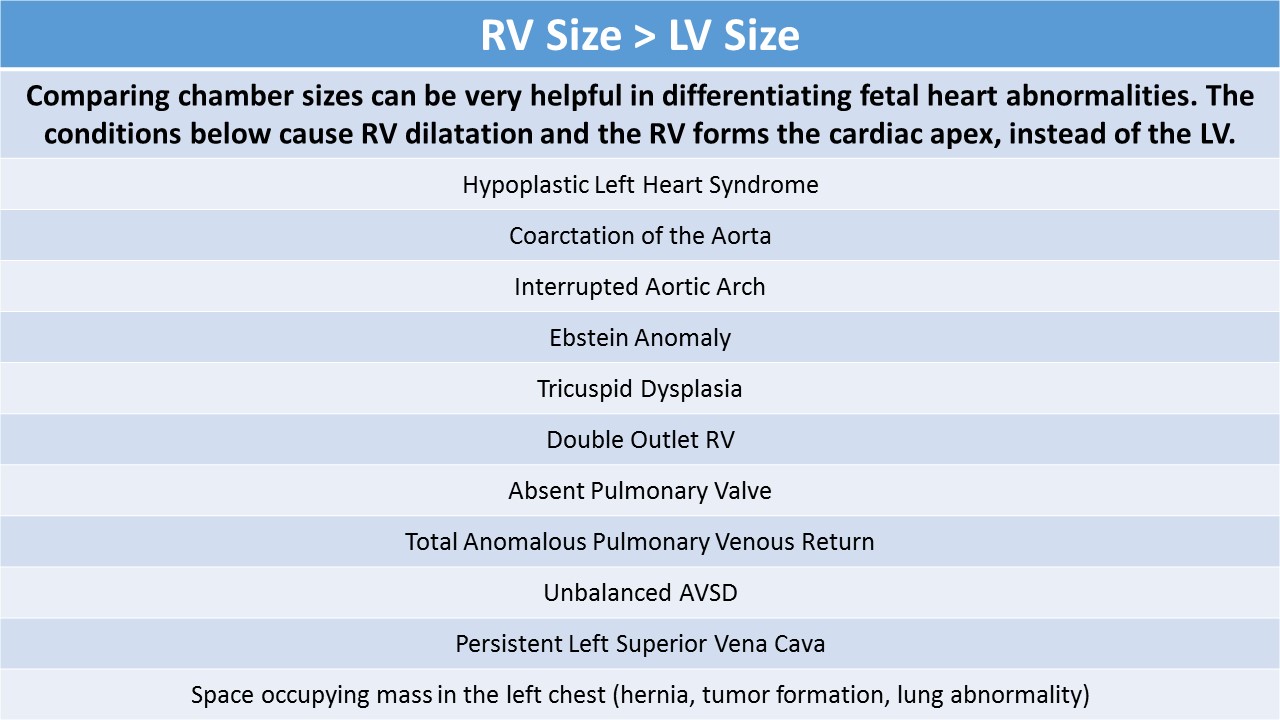 RV Size > LV Size
Comparing chamber sizes can be very helpful in differentiating fetal heart abnormalities. The
conditions below cause RV dilatation and the RV forms the cardiac apex, instead of the LV.
Hypoplastic Left Heart Syndrome
Coarctation of the Aorta
Interrupted Aortic Arch
Ebstein Anomaly
Tricuspid Dysplasia
Double Outlet RV
Absent Pulmonary Valve
Total Anomalous Pulmonary Venous Return
Unbalanced AVSD
Persistent Left Superior Vena Cava
Space occupying mass in the left chest (hernia, tumor formation, lung abnormality)